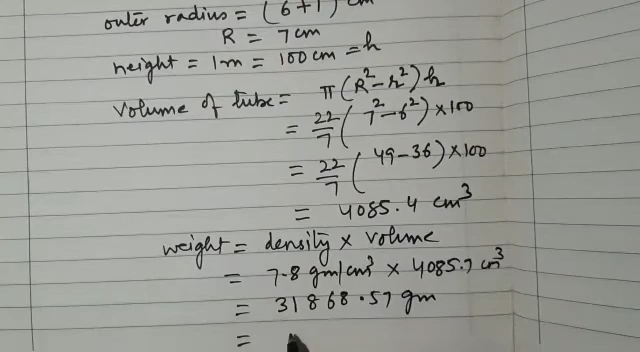 outer radius = (6+1) cm
R = 7cm
height = 1m = 100cm = h
Volume of tube = π(R²-r²)h
= 22/7 (7²-6²)×100
= 22/7 (49-36)×100
= 4085.4 cm³
weight = density × volume
= 7.8 gm/cm³ × 4085.7 cm³
= 31868.57 gm
=